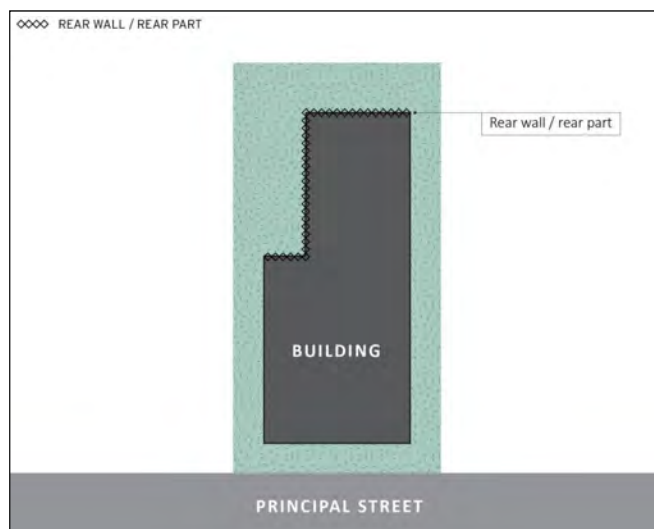 REAR WALL / REAR PART
Rear wall / rear part
BUILDING
PRINCIPAL STREET